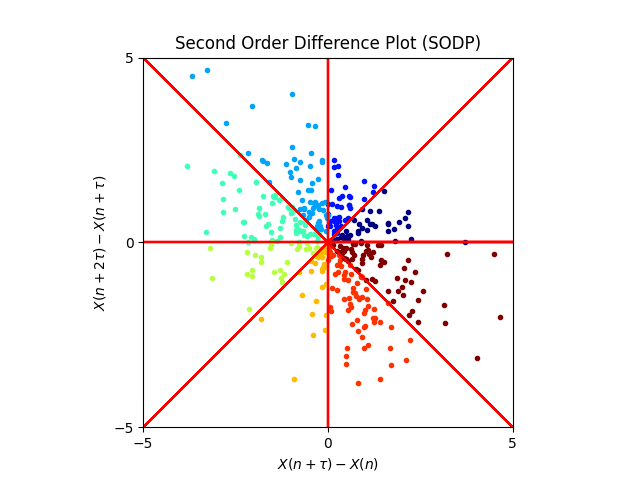 Second Order Difference Plot (SODP)
5
0
−5
X(n + 2τ) − X(n + τ)
−5 0 5
X(n + τ) − X(n)